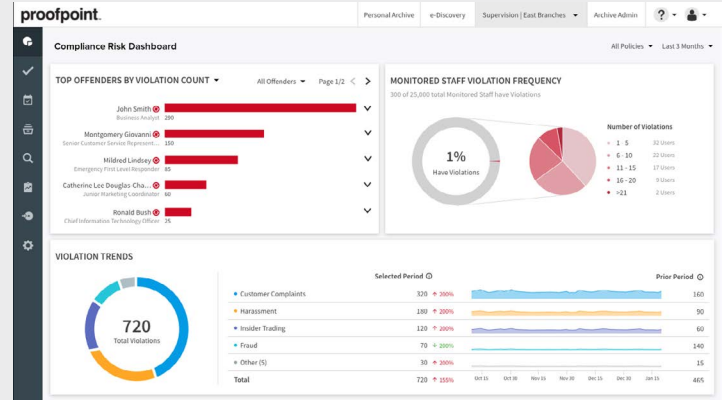 proofpoint.
Personal Archive
e-Discovery
Supervision | East Branches
Archive Admin
?
Compliance Risk Dashboard
All Policies
Last 3 Months
TOP OFFENDERS BY VIOLATION COUNT
All Offenders
Page 1/2
John Smith
Business Analyst 280
Montgomery Giovanni
Senior Customer Service Represent... 150
Mildred Lindsey
Emergency First Level Responder 85
Catherine Lee Douglas-Cha...
Junior Marketing Coordinator 60
Ronald Bush
Chief Information Technology Officer 25
MONITORED STAFF VIOLATION FREQUENCY
300 of 25,000 total Monitored Staff have Violations
1%
Have Violations
Number of Violations
1 - 5 32 Users
6 - 10 22 Users
11 - 15 17 Users
16 - 20 9 Users
>21 2 Users
VIOLATION TRENDS
720
Total Violations
Selected Period
Prior Period
Customer Complaints 320 200% 160
Harassment 180 200% 90
Insider Trading 120 200% 60
Fraud 70 200% 140
Other (5) 30 200% 15
Total 720 155% 465
Oct 15 Oct 30 Nov 15 Nov 30 Dec 15 Dec 30 Jan 15